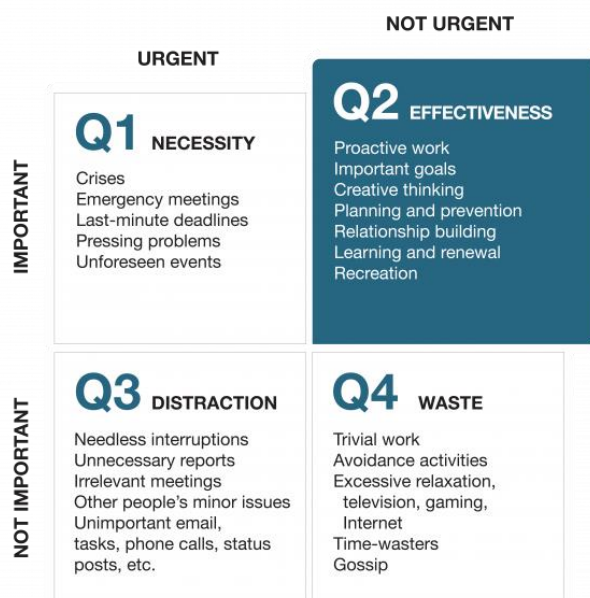 NOT URGENT
URGENT
IMPORTANT
Q1 NECESSITY
Crises
Emergency meetings
Last-minute deadlines
Pressing problems
Unforeseen events
Q2 EFFECTIVENESS
Proactive work
Important goals
Creative thinking
Planning and prevention
Relationship building
Learning and renewal
Recreation
NOT IMPORTANT
Q3 DISTRACTION
Needless interruptions
Unnecessary reports
Irrelevant meetings
Other people's minor issues
Unimportant email,
tasks, phone calls, status
posts, etc.
Q4 WASTE
Trivial work
Avoidance activities
Excessive relaxation,
television, gaming,
Internet
Time-wasters
Gossip